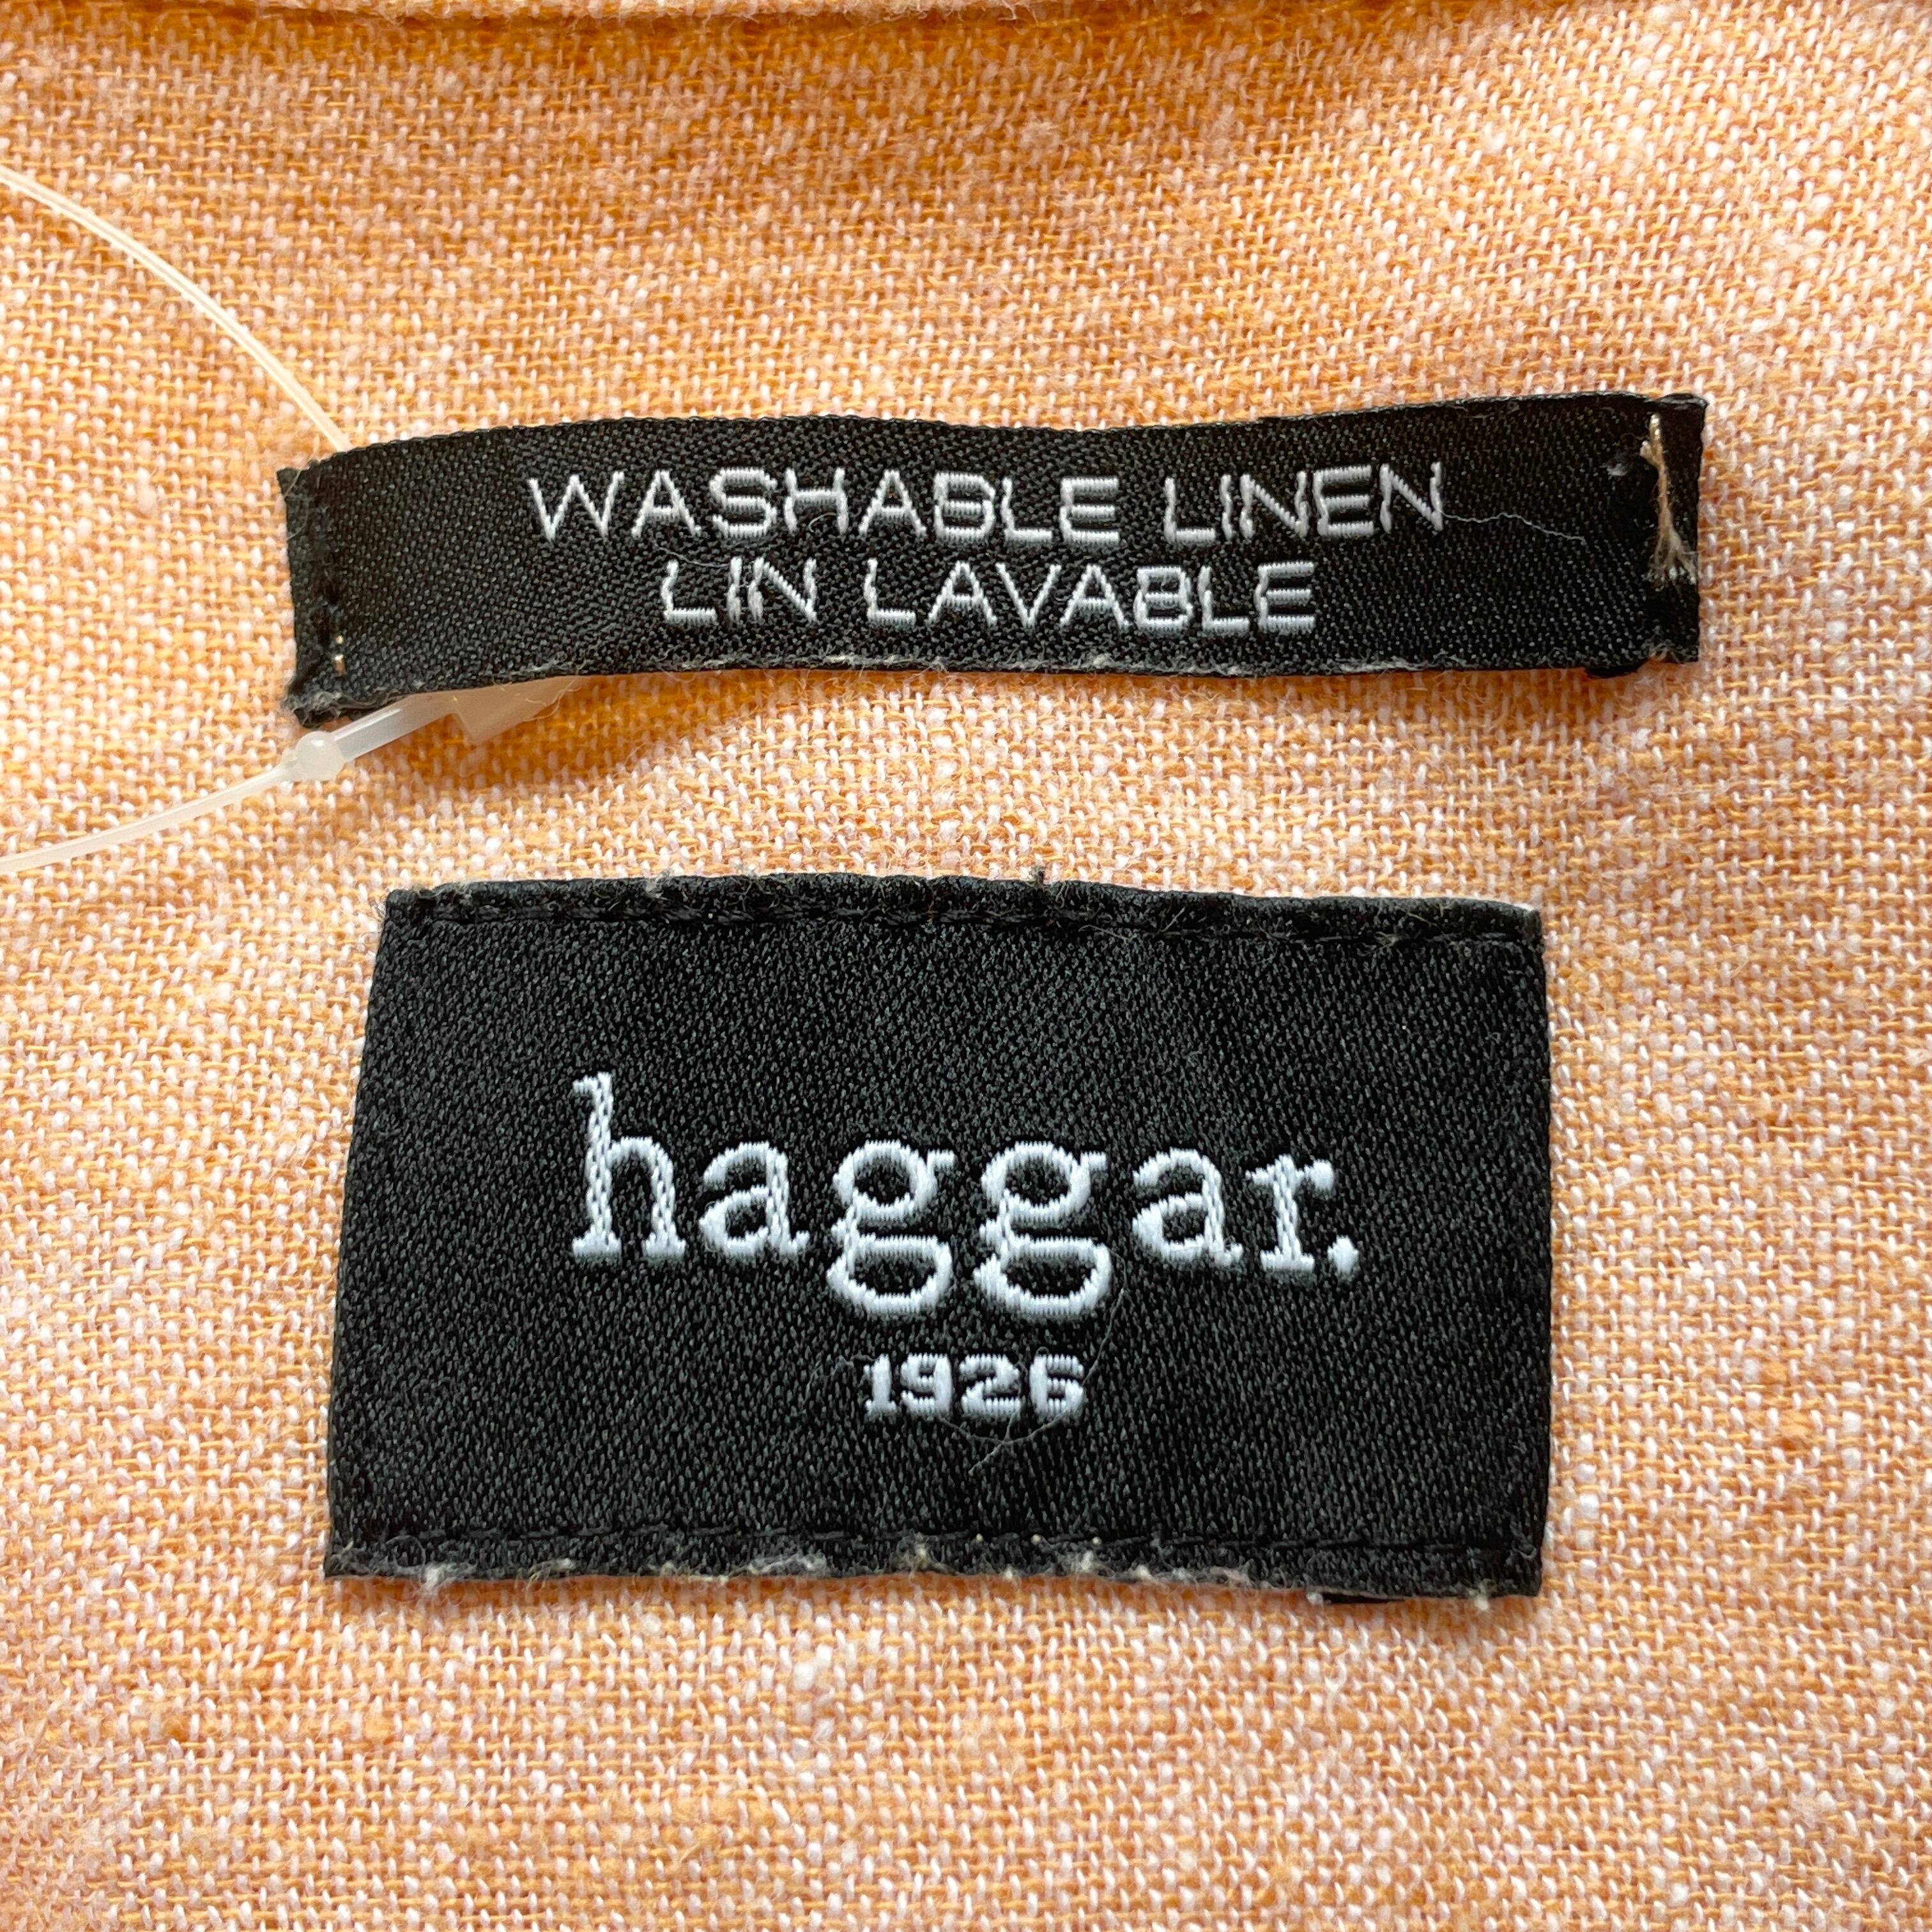 WASHABLE LINEN
LIN LAVABLE
haggar.
1926